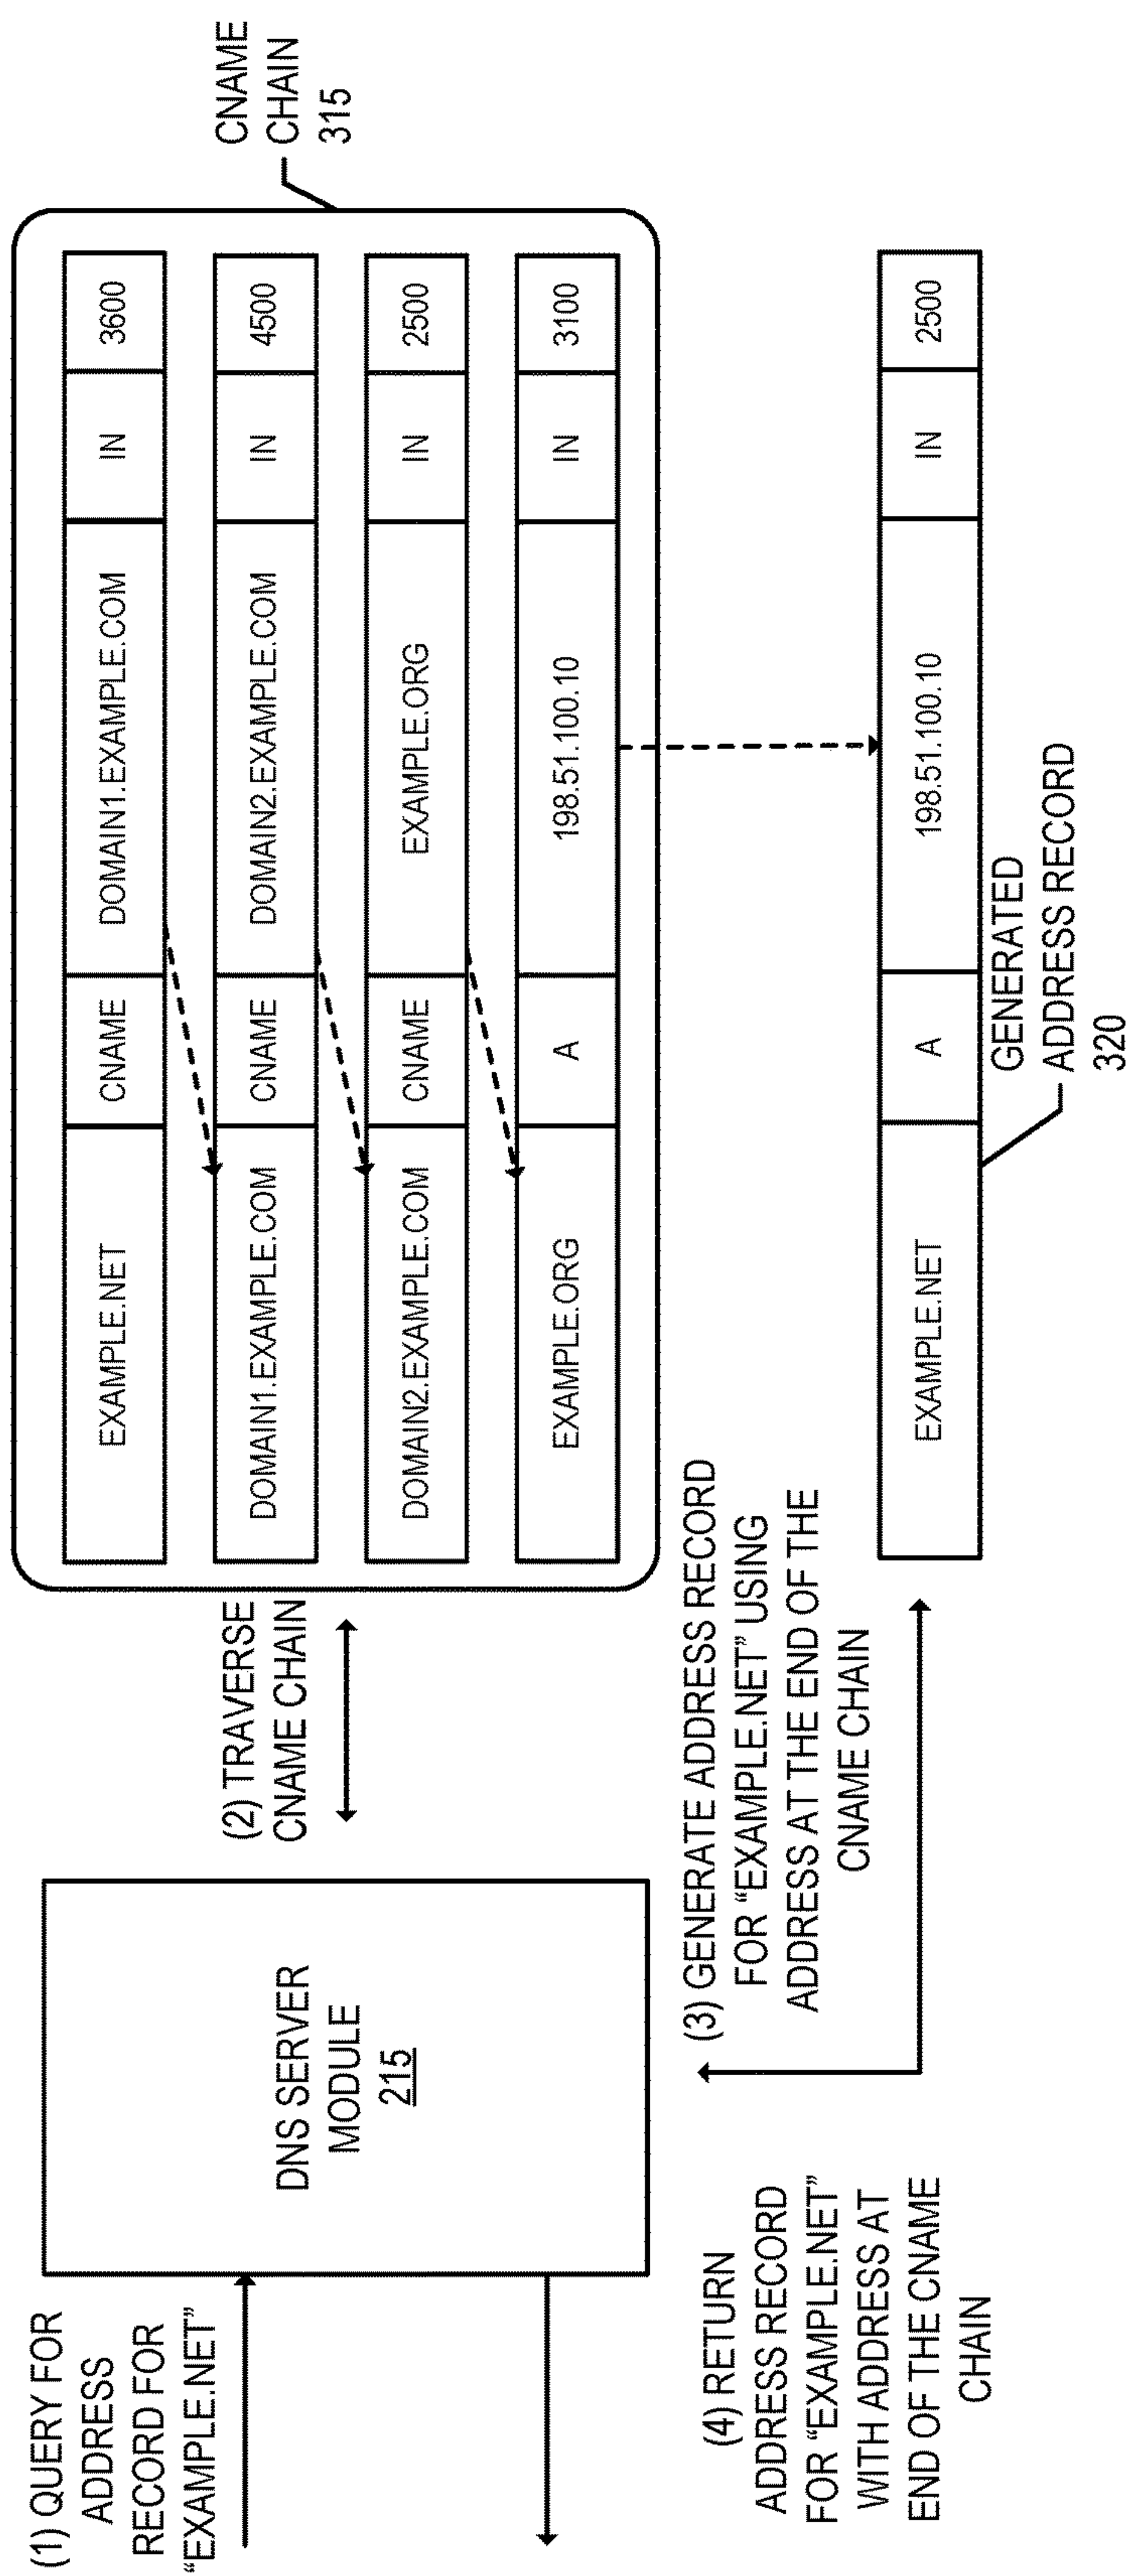 (1) QUERY FOR
ADDRESS
RECORD FOR
“EXAMPLE.NET”
DNS SERVER
MODULE
215
(2) TRAVERSE
CNAME CHAIN
CNAME
CHAIN
315
EXAMPLE.NET CNAME DOMAIN1.EXAMPLE.COM IN 3600
DOMAIN1.EXAMPLE.COM CNAME DOMAIN2.EXAMPLE.COM IN 4500
DOMAIN2.EXAMPLE.COM CNAME EXAMPLE.ORG IN 2500
EXAMPLE.ORG A 198.51.100.10 IN 3100
(3) GENERATE ADDRESS RECORD
FOR “EXAMPLE.NET” USING
ADDRESS AT THE END OF THE
CNAME CHAIN
EXAMPLE.NET A 198.51.100.10 IN 2500
GENERATED
ADDRESS RECORD
320
(4) RETURN
ADDRESS RECORD
FOR “EXAMPLE.NET”
WITH ADDRESS AT
END OF THE CNAME
CHAIN